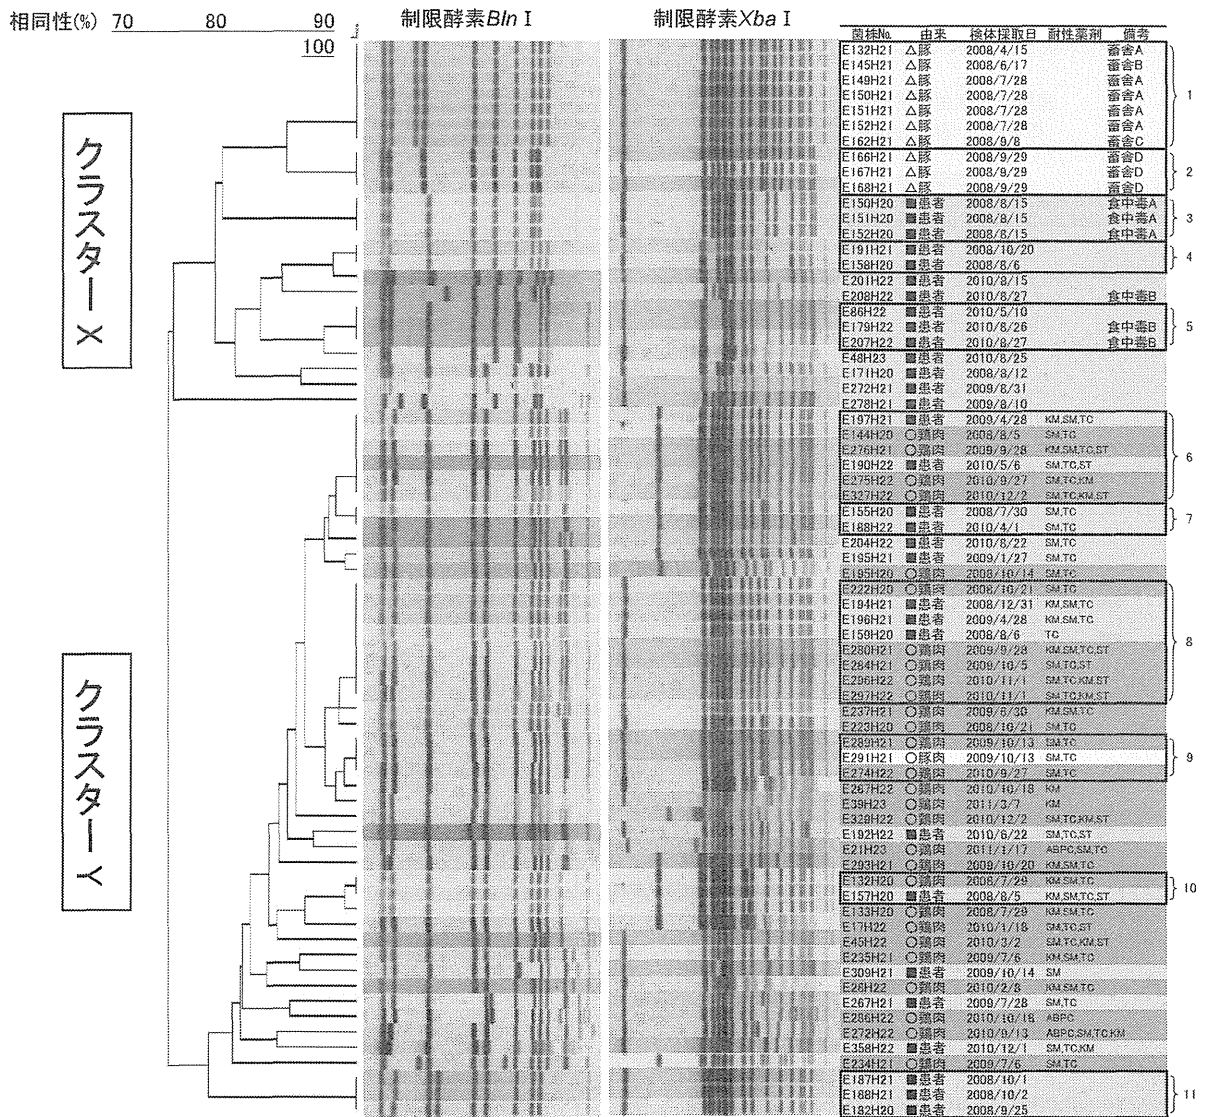 相同性(%) 70 80 90 100
制限酵素BlnⅠ 制限酵素XbaⅠ
菌株No. 由来 検体採取日 耐性薬剤 備考
クラスターX
クラスターY
E132H21 △豚 2008/4/15 畜舎A
E145H21 △豚 2008/6/17 畜舎B
E149H21 △豚 2008/7/28 畜舎A
E150H21 △豚 2008/7/28 畜舎A
E151H21 △豚 2008/7/28 畜舎A
E152H21 △豚 2008/7/28 畜舎A
E162H21 △豚 2008/9/8 畜舎C
1
E166H21 △豚 2008/9/29 畜舎D
E167H21 △豚 2008/9/29 畜舎D
E168H21 △豚 2008/9/29 畜舎D
2
E150H20 ■患者 2008/8/15 食中毒A
E151H20 ■患者 2008/8/15 食中毒A
E152H20 ■患者 2008/8/15 食中毒A
3
E191H21 ■患者 2008/10/20
E158H20 ■患者 2008/8/6
4
E201H22 ■患者 2010/8/15
E208H22 ■患者 2010/8/27 食中毒B
E86H22 ■患者 2010/5/10
E179H22 ■患者 2010/8/26 食中毒B
E207H22 ■患者 2010/8/27 食中毒B
5
E48H23 ■患者 2010/8/25
E171H20 ■患者 2008/8/12
E272H21 ■患者 2009/8/31
E278H21 ■患者 2009/8/10
E197H21 ■患者 2009/4/28 KM,SM,TC
E144H20 ○鶏肉 2008/8/5 SM,TC
E276H21 ○鶏肉 2009/9/28 KM,SM,TC,ST
E190H22 ■患者 2010/5/6 SM,TC,ST
E275H22 ○鶏肉 2010/9/27 SM,TC,KM
E327H22 ○鶏肉 2010/12/2 SM,TC,KM,ST
6
E155H20 ■患者 2008/7/30 SM,TC
E188H22 ■患者 2010/4/1 SM,TC
7
E204H22 ■患者 2010/8/22 SM,TC
E195H21 ■患者 2009/1/27 SM,TC
E195H20 ○鶏肉 2008/10/14 SM,TC
E222H20 ○鶏肉 2008/10/21 SM,TC
E194H21 ■患者 2008/12/31 KM,SM,TC
E196H21 ■患者 2009/4/28 KM,SM,TC
E159H20 ■患者 2008/8/6 TC
E280H21 ○鶏肉 2009/9/28 KM,SM,TC,ST
E284H21 ○鶏肉 2009/10/5 SM,TC,ST
E296H22 ○鶏肉 2010/11/1 SM,TC,KM,ST
E297H22 ○鶏肉 2010/11/1 SM,TC,KM,ST
8
E237H21 ○鶏肉 2009/6/30 KM,SM,TC
E223H20 ○鶏肉 2008/10/21 SM,TC
E289H21 ○鶏肉 2009/10/13 SM,TC
E291H21 ○豚肉 2009/10/13 SM,TC
E274H22 ○鶏肉 2010/9/27 SM,TC
9
E267H22 ○鶏肉 2010/10/18 KM
E39H23 ○鶏肉 2011/3/7 KM
E329H22 ○鶏肉 2010/12/2 SM,TC,KM,ST
E192H22 ■患者 2010/6/22 SM,TC,ST
E21H23 ○鶏肉 2011/1/17 ABPC,SM,TC
E293H21 ○鶏肉 2009/10/20 KM,SM,TC
E132H20 ○鶏肉 2008/7/29 KM,SM,TC
E157H20 ■患者 2008/8/5 KM,SM,TC,ST
10
E133H20 ○鶏肉 2008/7/29 KM,SM,TC
E17H22 ○鶏肉 2010/1/18 SM,TC,ST
E45H22 ○鶏肉 2010/3/2 SM,TC,KM,ST
E235H21 ○鶏肉 2009/7/6 KM,SM,TC
E309H21 ■患者 2009/10/14 SM
E26H22 ○鶏肉 2010/2/8 KM,SM,TC
E267H21 ■患者 2009/7/28 SM,TC
E286H22 ○鶏肉 2010/10/18 ABPC
E272H22 ○鶏肉 2010/9/13 ABPC,SM,TC,KM
E358H22 ■患者 2010/12/1 SM,TC,KM
E234H21 ○鶏肉 2009/7/6 SM,TC
E187H21 ■患者 2008/10/1
E188H21 ■患者 2008/10/2
E182H20 ■患者 2008/9/25
11